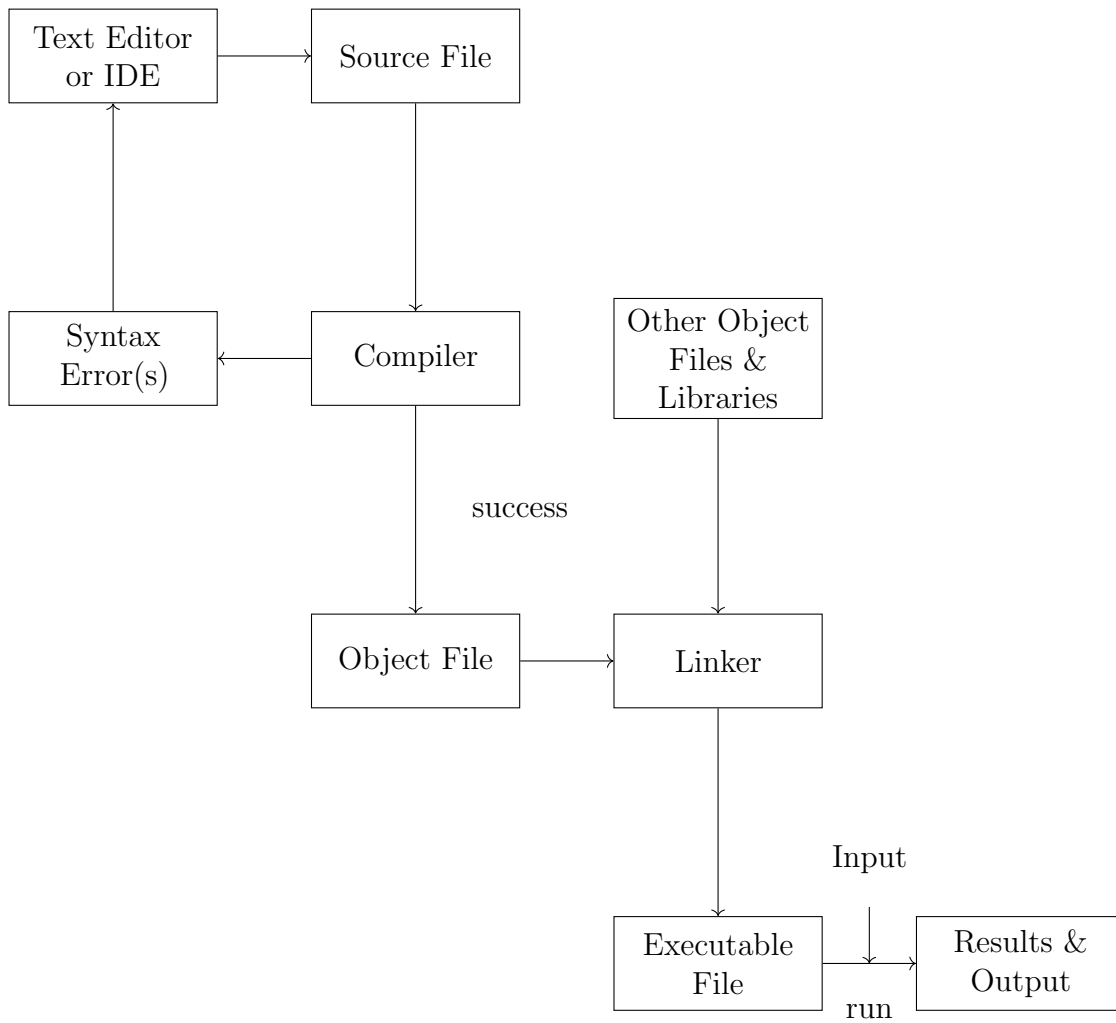 Text Editor
or IDE
Source File
Syntax
Error(s)
Compiler
Other Object
Files &
Libraries
success
Object File
Linker
Input
Executable
File
run
Results &
Output